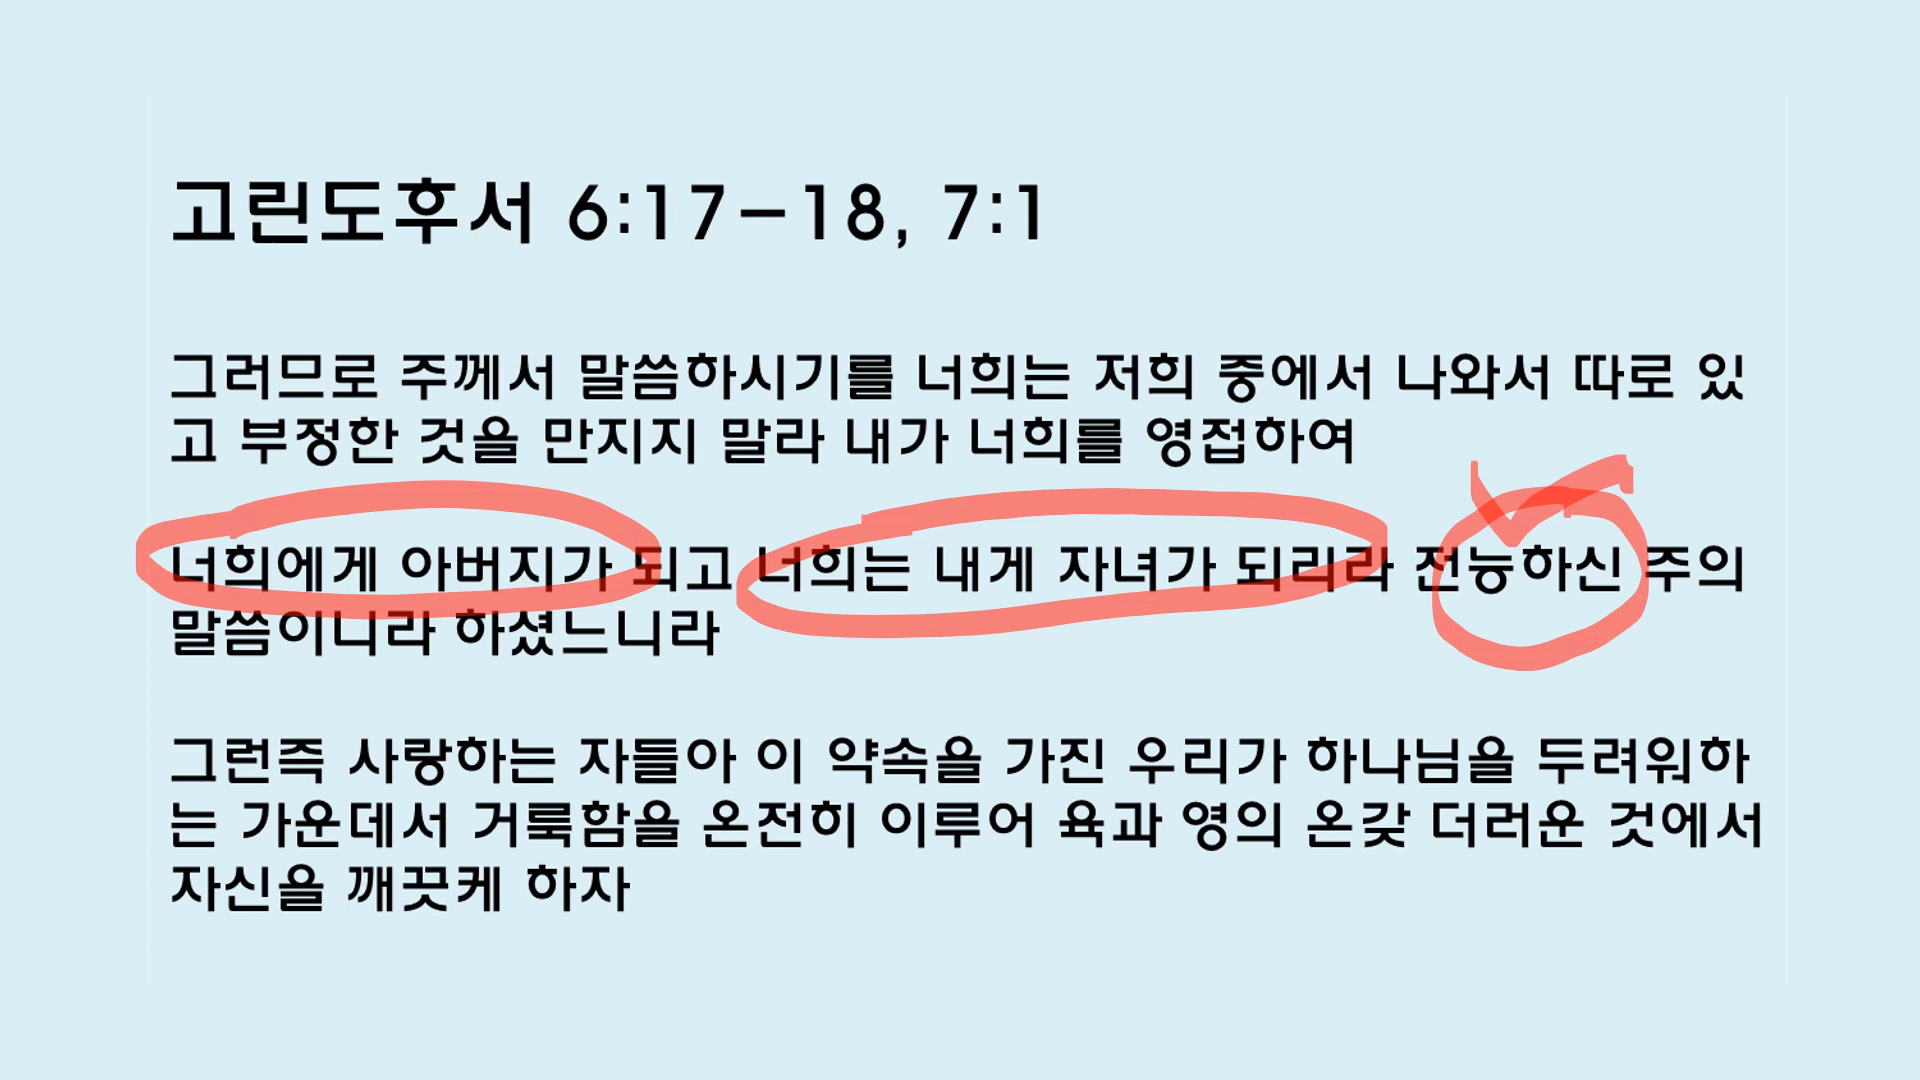 고린도후서 6:17-18, 7:1
그러므로 주께서 말씀하시기를 너희는 저희 중에서 나와서 따로 있
고 부정한 것을 만지지 말라 내가 너희를 영접하여
너희에게 아버지가 되고 너희는 내게 자녀가 되리라 전능하신 주의
말씀이니라 하셨느니라
그런즉 사랑하는 자들아 이 약속을 가진 우리가 하나님을 두려워하
는 가운데서 거룩함을 온전히 이루어 육과 영의 온갖 더러운 것에서
자신을 깨끗케 하자